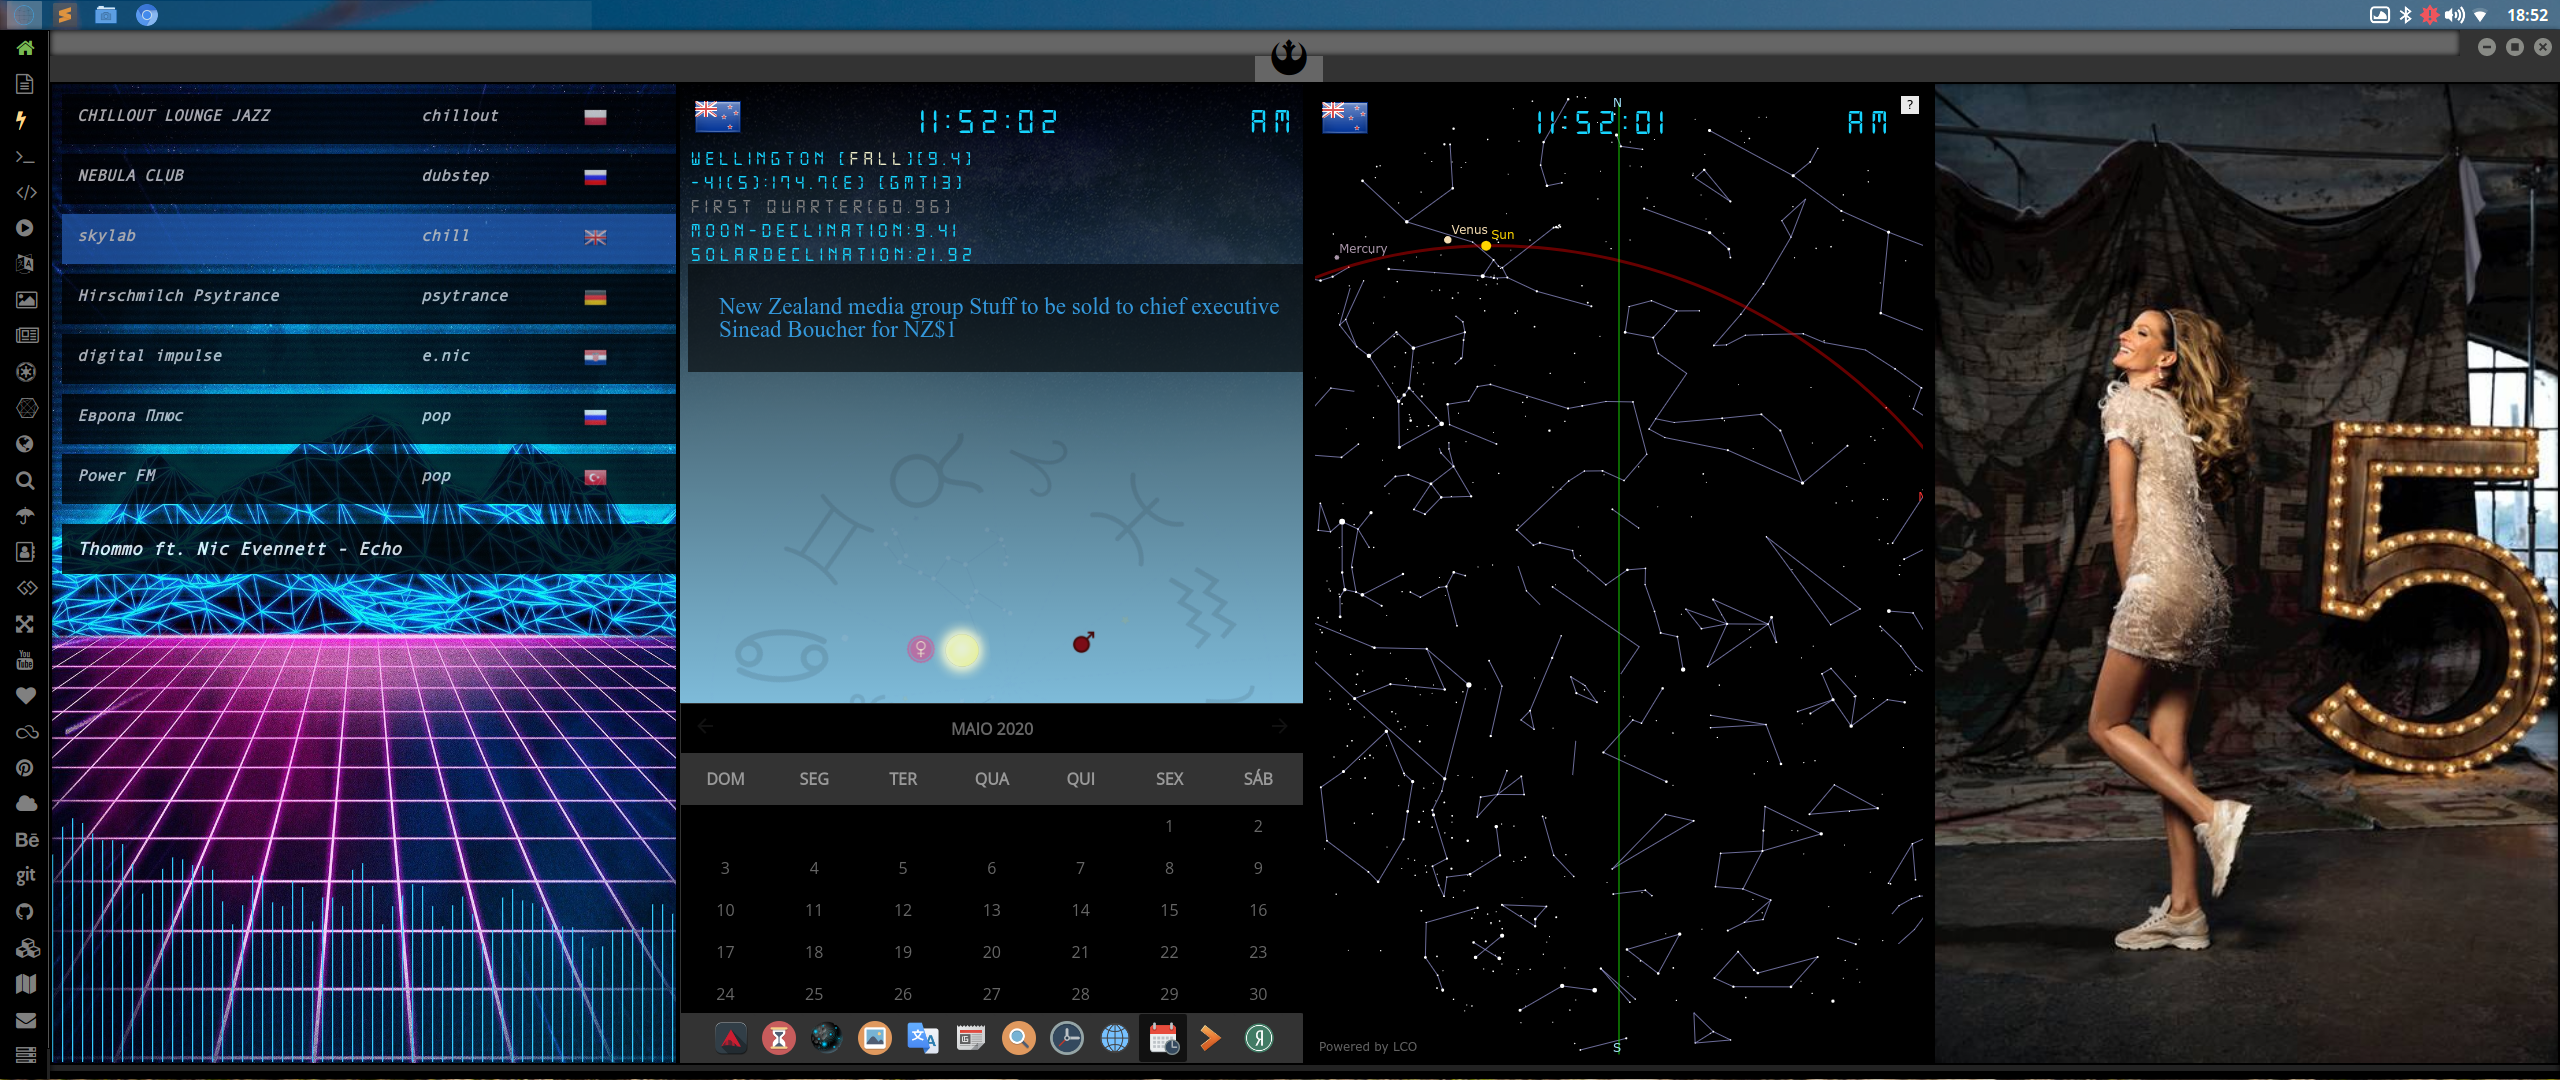 18:52
CHILLOUT LOUNGE JAZZ chillout
NEBULA CLUB dubstep
skylab chill
Hirschmilch Psytrance psytrance
digital impulse e.nic
Европа Плюс pop
Power FM pop
Thommo ft. Nic Evennett - Echo
You
Tube
Bē
git
11:52:02 AM
WELLINGTON [FALL][9.4]
-41(S):174.7(E) [GMT13]
FIRST QUARTER[60.96]
MOON-DECLINATION:9.41
SOLARDECLINATION:21.92
New Zealand media group Stuff to be sold to chief executive
Sinead Boucher for NZ$1
MAIO 2020
DOM SEG TER QUA QUI SEX SÁB
1 2
3 4 5 6 7 8 9
10 11 12 13 14 15 16
17 18 19 20 21 22 23
24 25 26 27 28 29 30
11:52:01 AM
?
N
Venus
Sun
Mercury
S
Powered by LCO
5